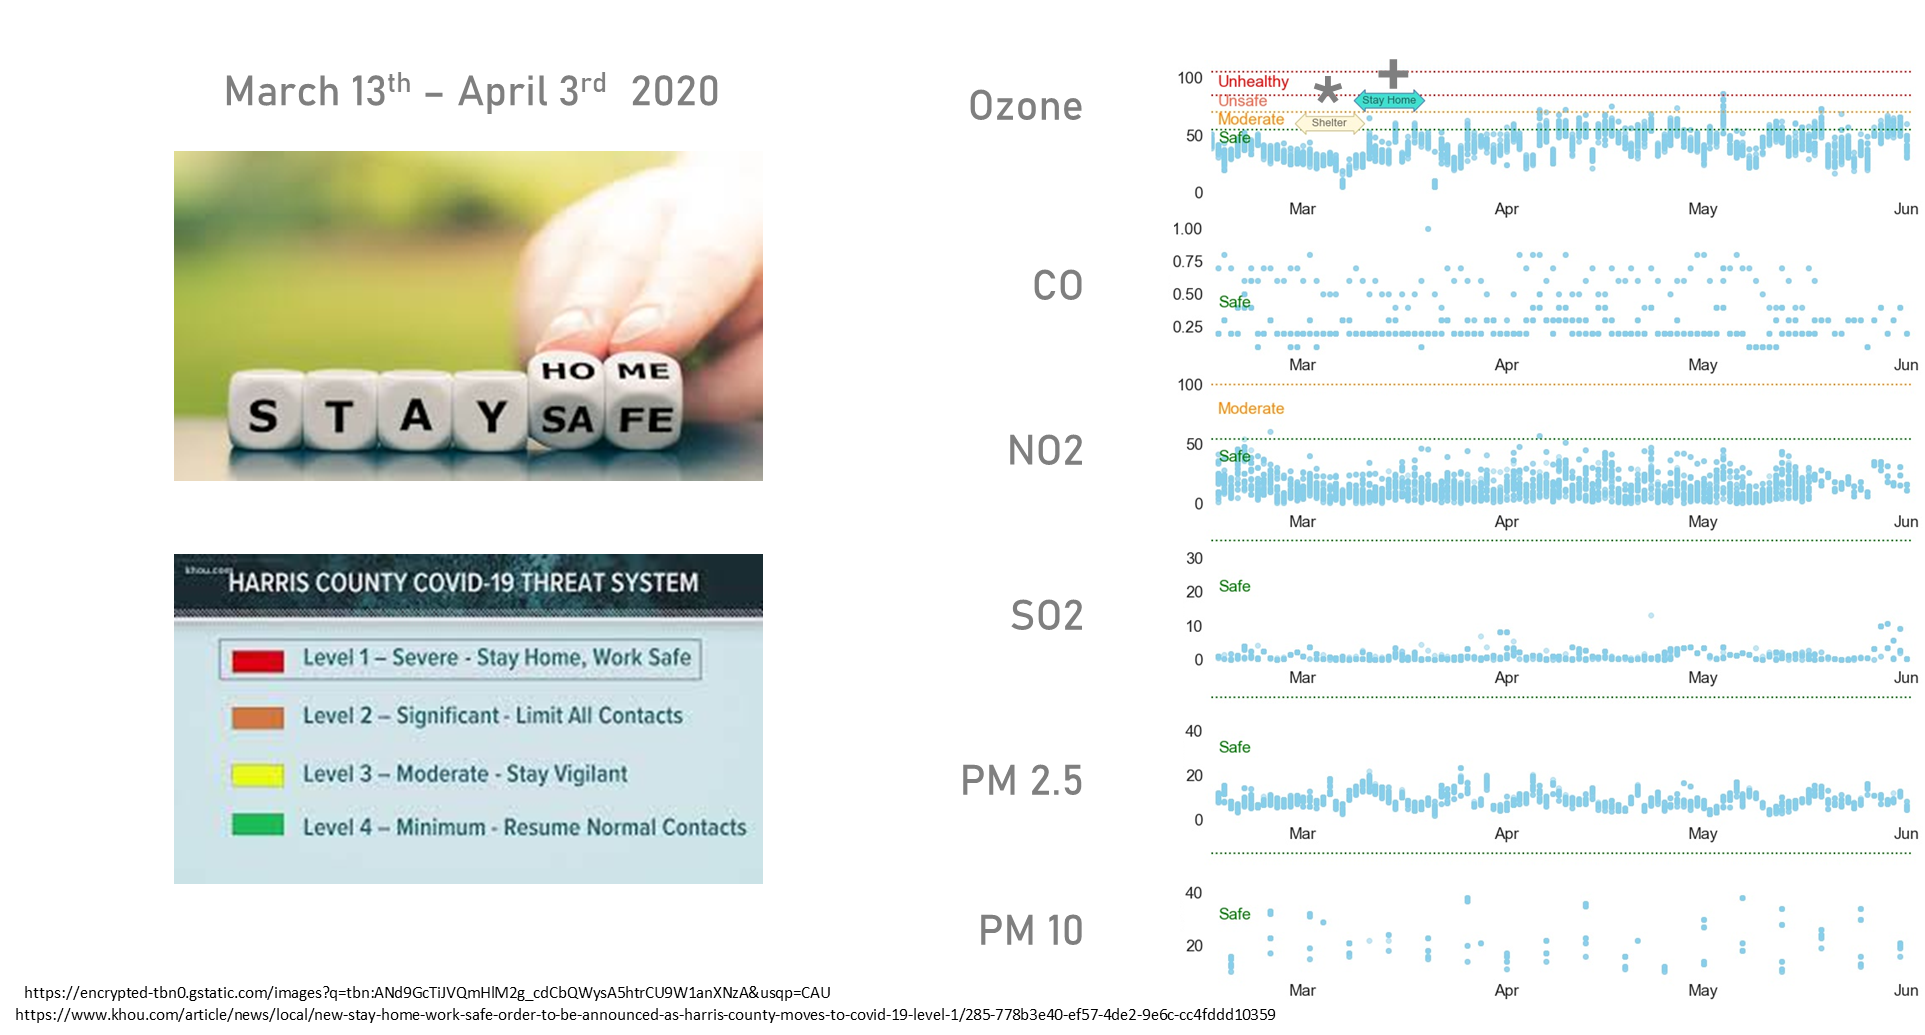 March 13th – April 3rd 2020
HO ME
S T A Y SA FE
khou.com
HARRIS COUNTY COVID-19 THREAT SYSTEM
Level 1 – Severe - Stay Home, Work Safe
Level 2 – Significant - Limit All Contacts
Level 3 – Moderate - Stay Vigilant
Level 4 – Minimum - Resume Normal Contacts
Ozone
100
Unhealthy
Unsafe
Moderate
Safe
* +
Stay Home
Shelter
50
0
Mar Apr May Jun
CO
1.00
0.75
0.50
Safe
0.25
Mar Apr May Jun
NO2
100
Moderate
50
Safe
0
Mar Apr May Jun
SO2
30
20
Safe
10
0
Mar Apr May Jun
PM 2.5
40
Safe
20
0
Mar Apr May Jun
PM 10
40
Safe
20
Mar Apr May Jun
https://encrypted-tbn0.gstatic.com/images?q=tbn:ANd9GcTiJVQmHlM2g_cdCbQWysA5htrCU9W1anXNzA&usqp=CAU
https://www.khou.com/article/news/local/new-stay-home-work-safe-order-to-be-announced-as-harris-county-moves-to-covid-19-level-1/285-778b3e40-ef57-4de2-9e6c-cc4fddd10359